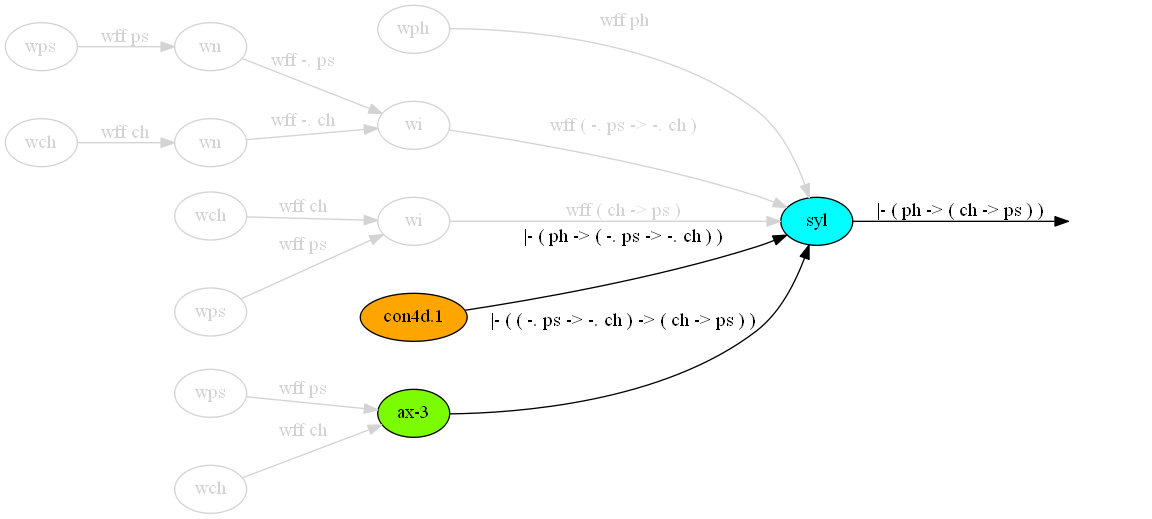 wph
wff ph
wps
wff ps
wn
wff -. ps
wch
wff ch
wn
wff -. ch
wi
wff ( -. ps -> -. ch )
wch
wff ch
wps
wff ps
wi
wff ( ch -> ps )
con4d.1
|- ( ph -> ( -. ps -> -. ch ) )
wps
wff ps
wch
wff ch
ax-3
|- ( ( -. ps -> -. ch ) -> ( ch -> ps ) )
syl
|- ( ph -> ( ch -> ps ) )